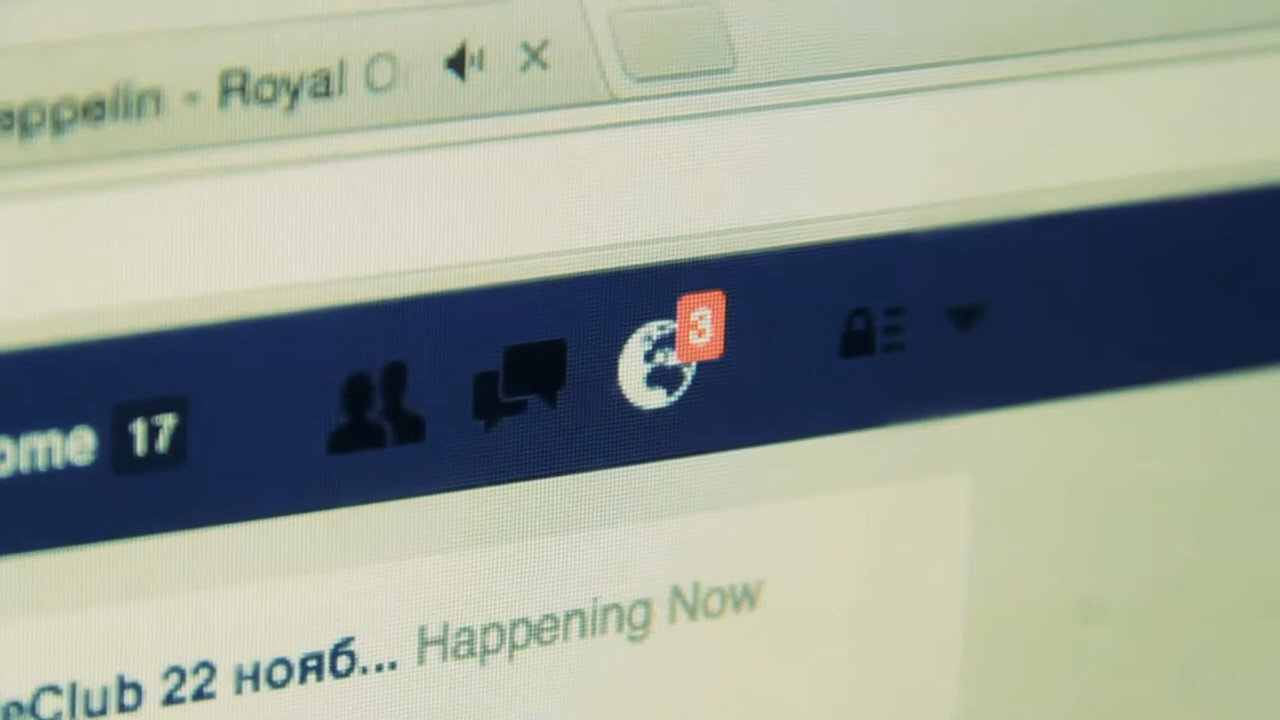 eppelin - Royal O
3
ome 17
eClub 22 нояб... Happening Now